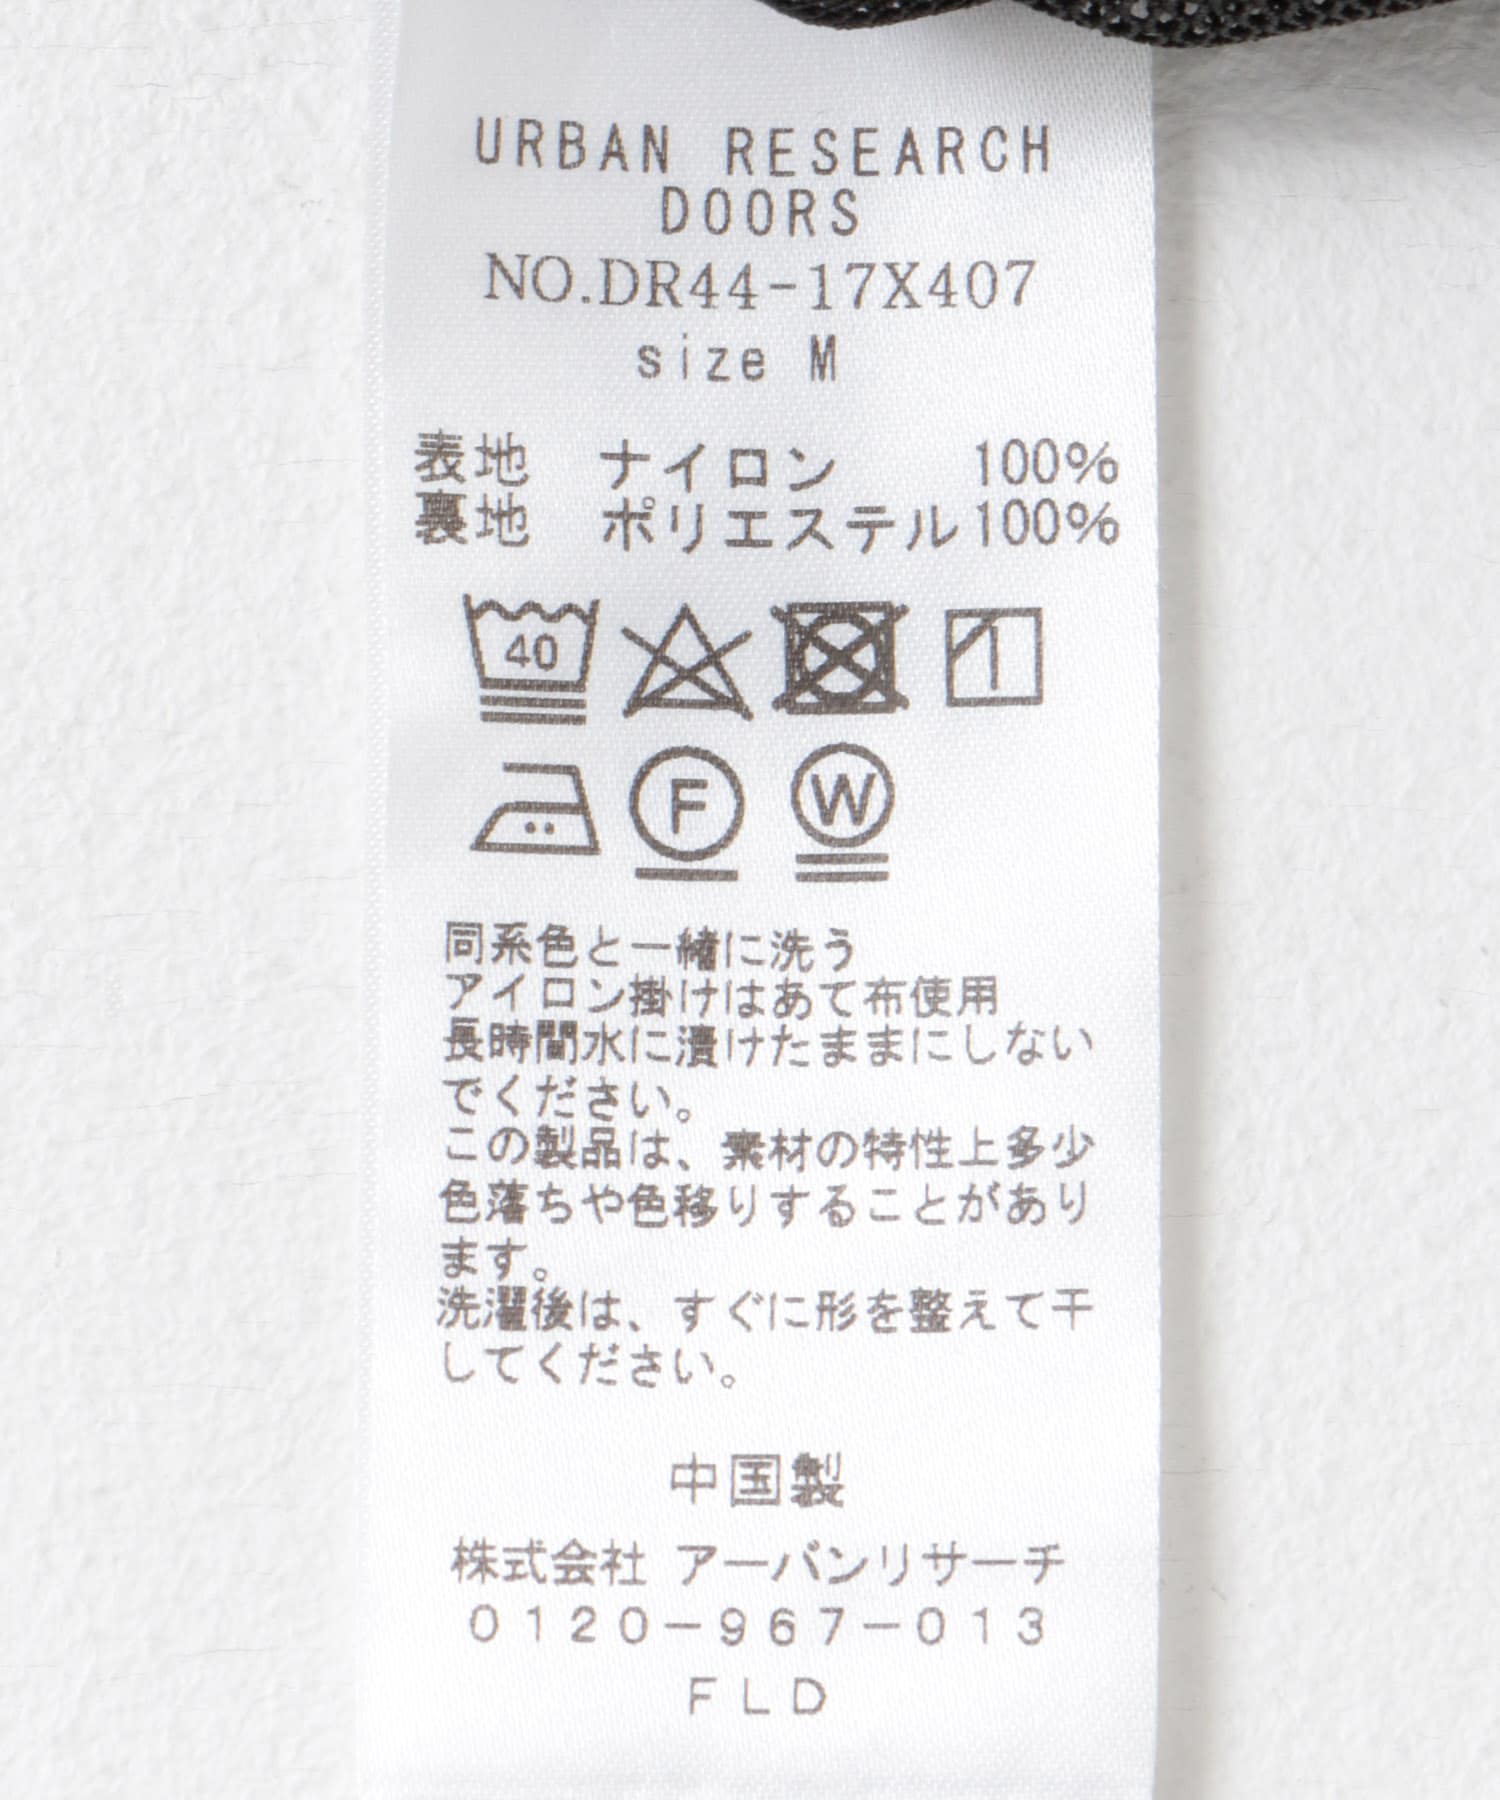 URBAN RESEARCH
DOORS
NO.DR44-17X407
size M
表地 ナイロン 100%
裏地 ポリエステル100%
40
F W
同系色と一緒に洗う
アイロン掛けはあて布使用
長時間水に漬けたままにしない
でください。
この製品は、素材の特性上多少
色落ちや色移りすることがあり
ます。
洗濯後は、すぐに形を整えて干
してください。
中国製
株式会社 アーバンリサーチ
0120-967-013
FLD